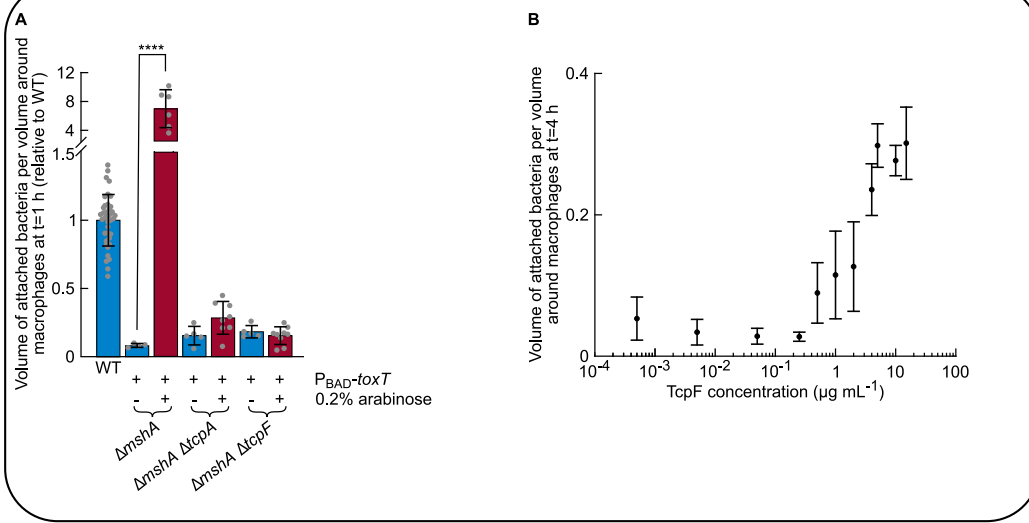 A
Volume of attached bacteria per volume around
macrophages at t=1 h (relative to WT)
****
12
8
4
1.5
1
0.5
0
WT
+ + + + + + P_BAD-toxT
- + - + - + 0.2% arabinose
ΔmshA
ΔmshA ΔtcpA
ΔmshA ΔtcpF
B
Volume of attached bacteria per volume
around macrophages at t=4 h
0.4
0.2
0
10⁻⁴ 10⁻³ 10⁻² 10⁻¹ 1 10 100
TcpF concentration (μg mL⁻¹)